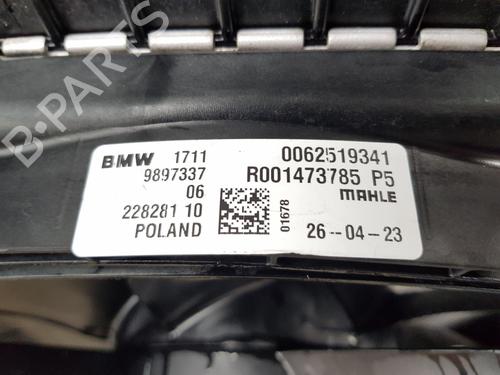 BMW 1711
9897337
06
228281 10
POLAND
01678
0062519341
R001473785 P5
MAHLE
26-04-23
B-PARTS